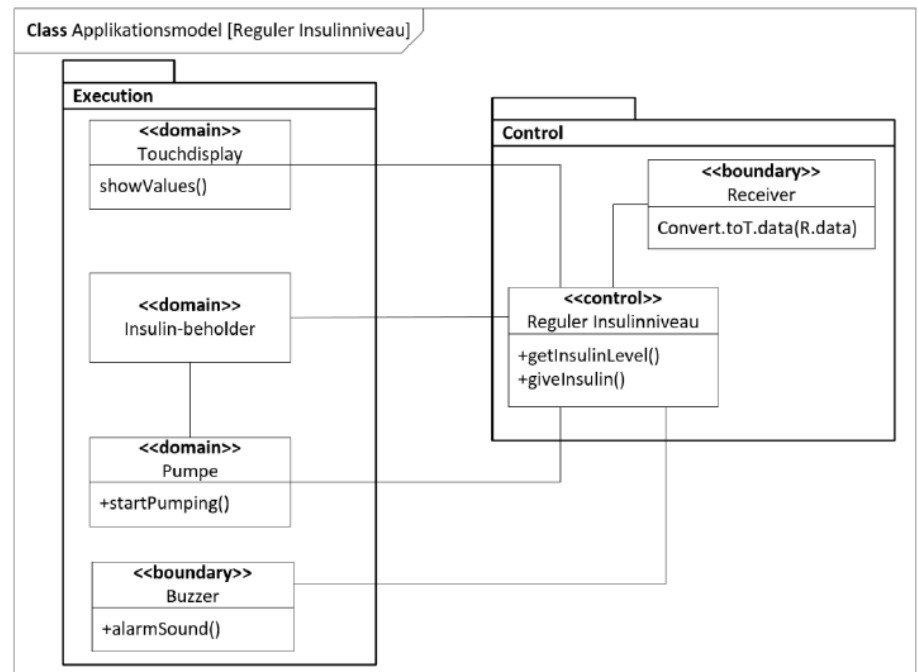 Class Applikationsmodel [Reguler Insulinniveau]
Execution
<<domain>>
Touchdisplay
showValues()
<<domain>>
Insulin-beholder
<<domain>>
Pumpe
+startPumping()
<<boundary>>
Buzzer
+alarmSound()
Control
<<boundary>>
Receiver
Convert.toT.data(R.data)
<<control>>
Reguler Insulinniveau
+getInsulinLevel()
+giveInsulin()